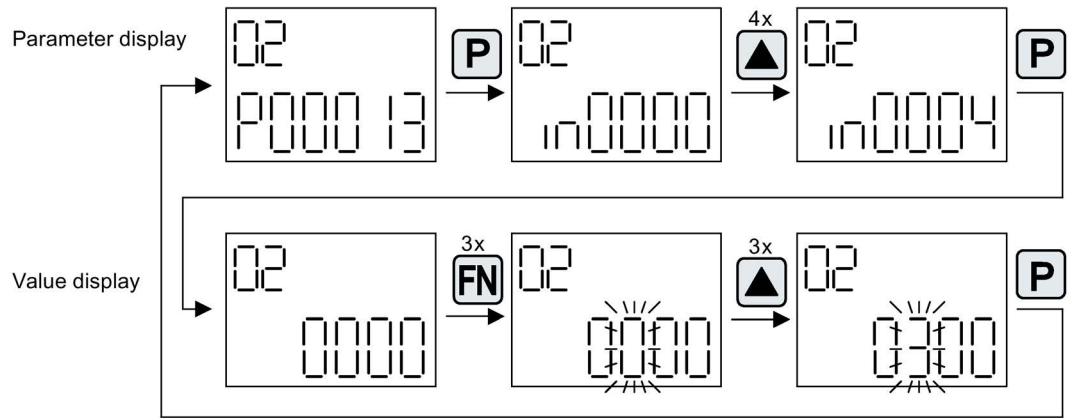 Parameter display
02
P
02
4x
02
P
P00013
in0000
in0004
Value display
02
3x
FN
02
3x
02
P
0000
0000
0300